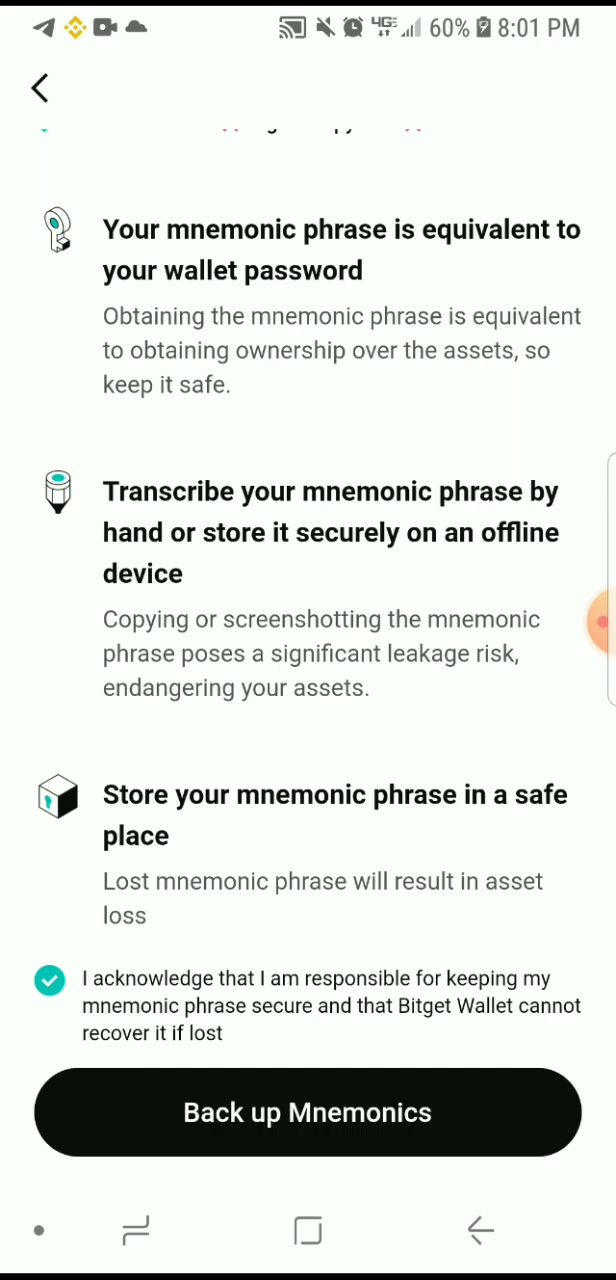 4G 60% 8:01 PM
Your mnemonic phrase is equivalent to
your wallet password
Obtaining the mnemonic phrase is equivalent
to obtaining ownership over the assets, so
keep it safe.
Transcribe your mnemonic phrase by
hand or store it securely on an offline
device
Copying or screenshotting the mnemonic
phrase poses a significant leakage risk,
endangering your assets.
Store your mnemonic phrase in a safe
place
Lost mnemonic phrase will result in asset
loss
I acknowledge that I am responsible for keeping my
mnemonic phrase secure and that Bitget Wallet cannot
recover it if lost
Back up Mnemonics